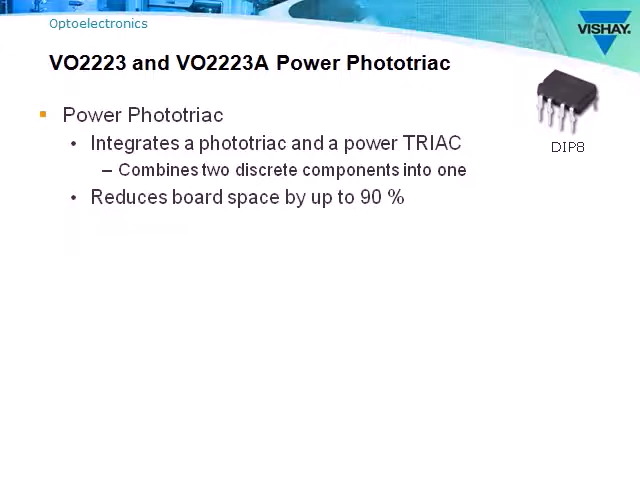 Optoelectronics
VISHAY.
VO2223 and VO2223A Power Phototriac
▪ Power Phototriac
• Integrates a phototriac and a power TRIAC
– Combines two discrete components into one
• Reduces board space by up to 90 %
DIP8